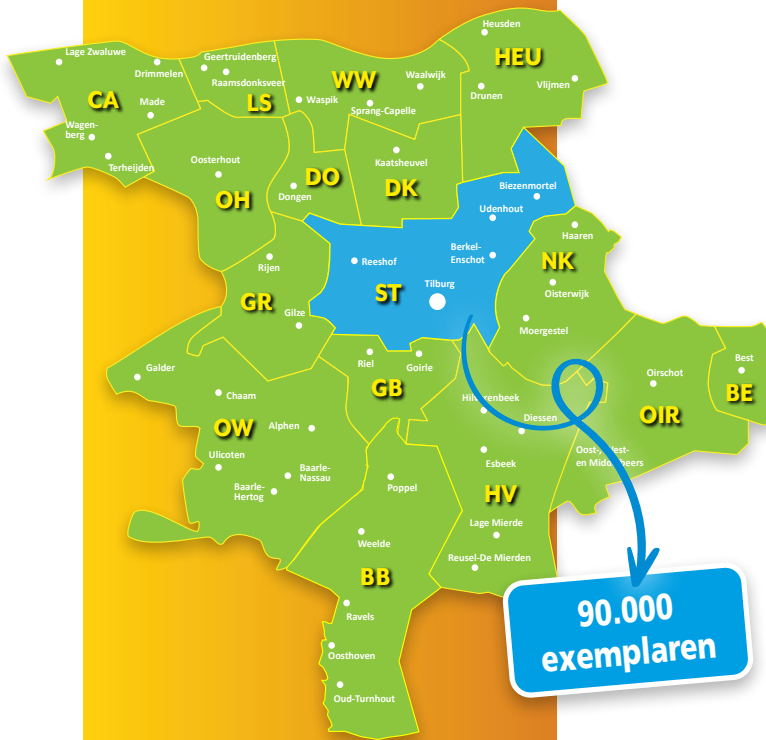 Heusden
HEU
Lage Zwaluwe
Geertruidenberg
Drimmelen
Raamsdonksveer
WW
Waalwijk
Vlijmen
Drunen
CA
Made
LS
Waspik
Sprang-Capelle
Wagen-
berg
Terheijden
Oosterhout
Kaatsheuvel
DO
DK
Dongen
OH
Biezenmortel
Udenhout
Haaren
Berkel-
Enschot
NK
Rijen
Reeshof
Tilburg
ST
Oisterwijk
GR
Gilze
Moergestel
Galder
Riel
Goirle
Best
Oirschot
GB
BE
Chaam
Diessen
OIR
OW
Alphen
Ulicoten
Esbeek
Baarle-
Nassau
Baarle-
Hertog
Poppel
HV
Lage Mierde
Weelde
Reusel-De Mierden
BB
Ravels
90.000
exemplaren
Oosthoven
Oud-Turnhout